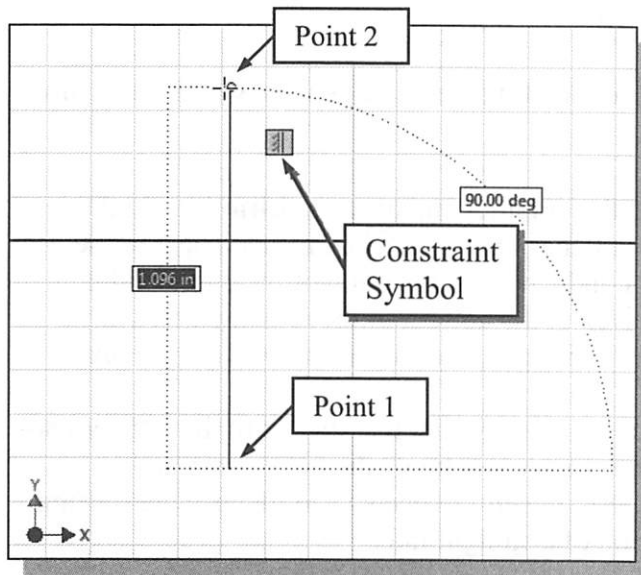 Point 2
90.00 deg
Constraint
Symbol
1.096 in
Point 1
Y
X